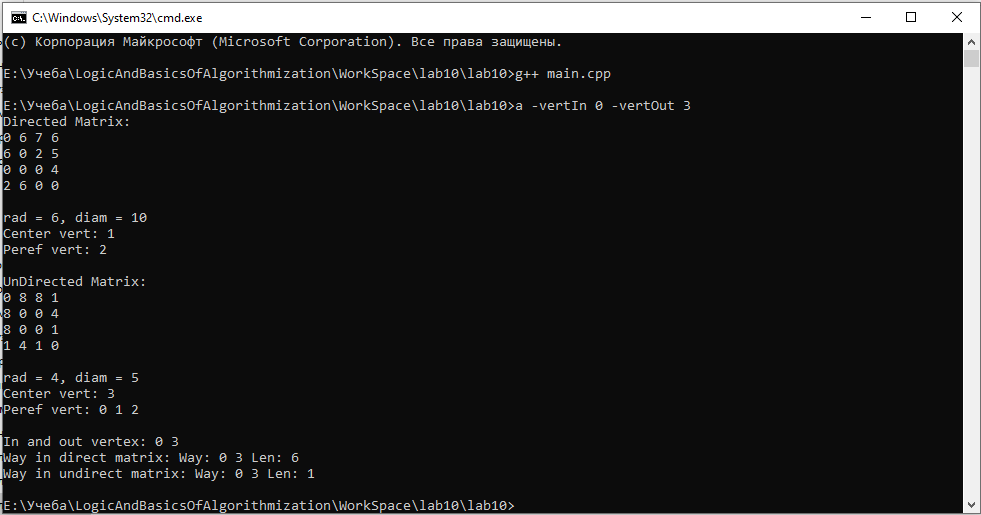 C:\Windows\System32\cmd.exe
(c) Корпорация Майкрософт (Microsoft Corporation). Все права защищены.
E:\Учеба\LogicAndBasicsOfAlgorithmization\WorkSpace\lab10\lab10>g++ main.cpp
E:\Учеба\LogicAndBasicsOfAlgorithmization\WorkSpace\lab10\lab10>a -vertIn 0 -vertOut 3
Directed Matrix:
0 6 7 6
6 0 2 5
0 0 0 4
2 6 0 0
rad = 6, diam = 10
Center vert: 1
Peref vert: 2
UnDirected Matrix:
0 8 8 1
8 0 0 4
8 0 0 1
1 4 1 0
rad = 4, diam = 5
Center vert: 3
Peref vert: 0 1 2
In and out vertex: 0 3
Way in direct matrix: Way: 0 3 Len: 6
Way in undirect matrix: Way: 0 3 Len: 1
E:\Учеба\LogicAndBasicsOfAlgorithmization\WorkSpace\lab10\lab10>